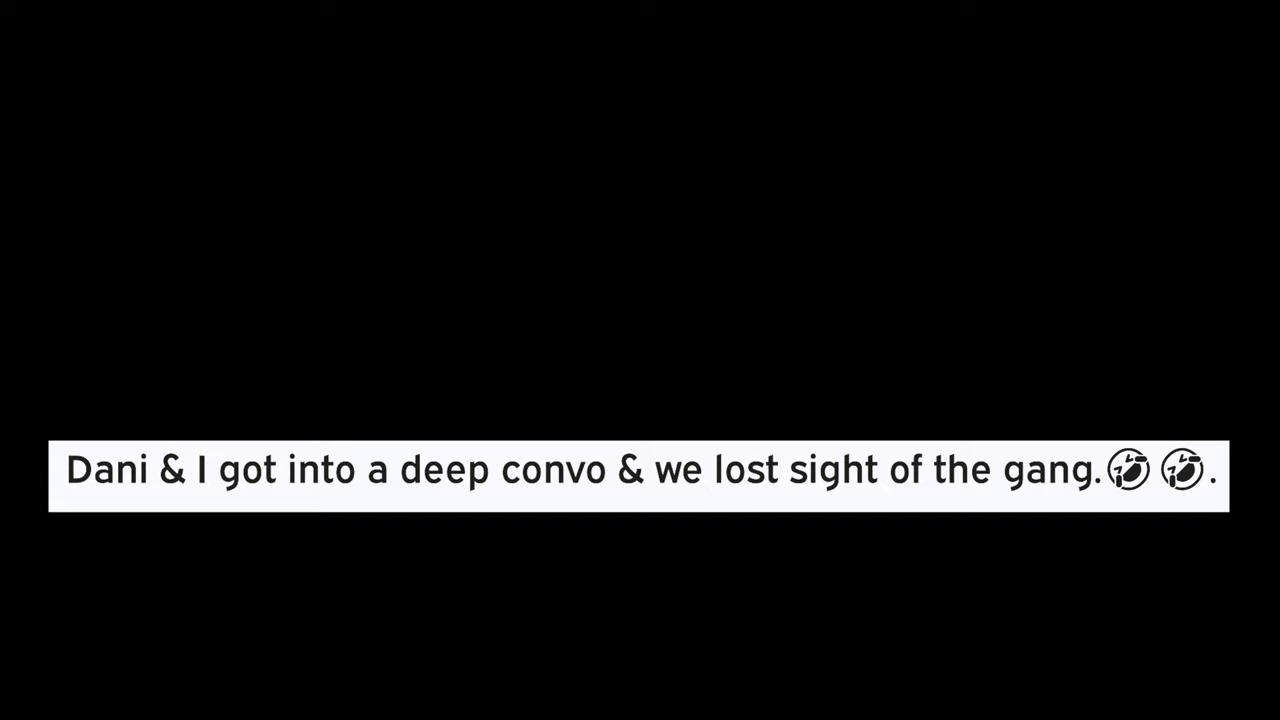 Dani & I got into a deep convo & we lost sight of the gang.🤣 🤣 .